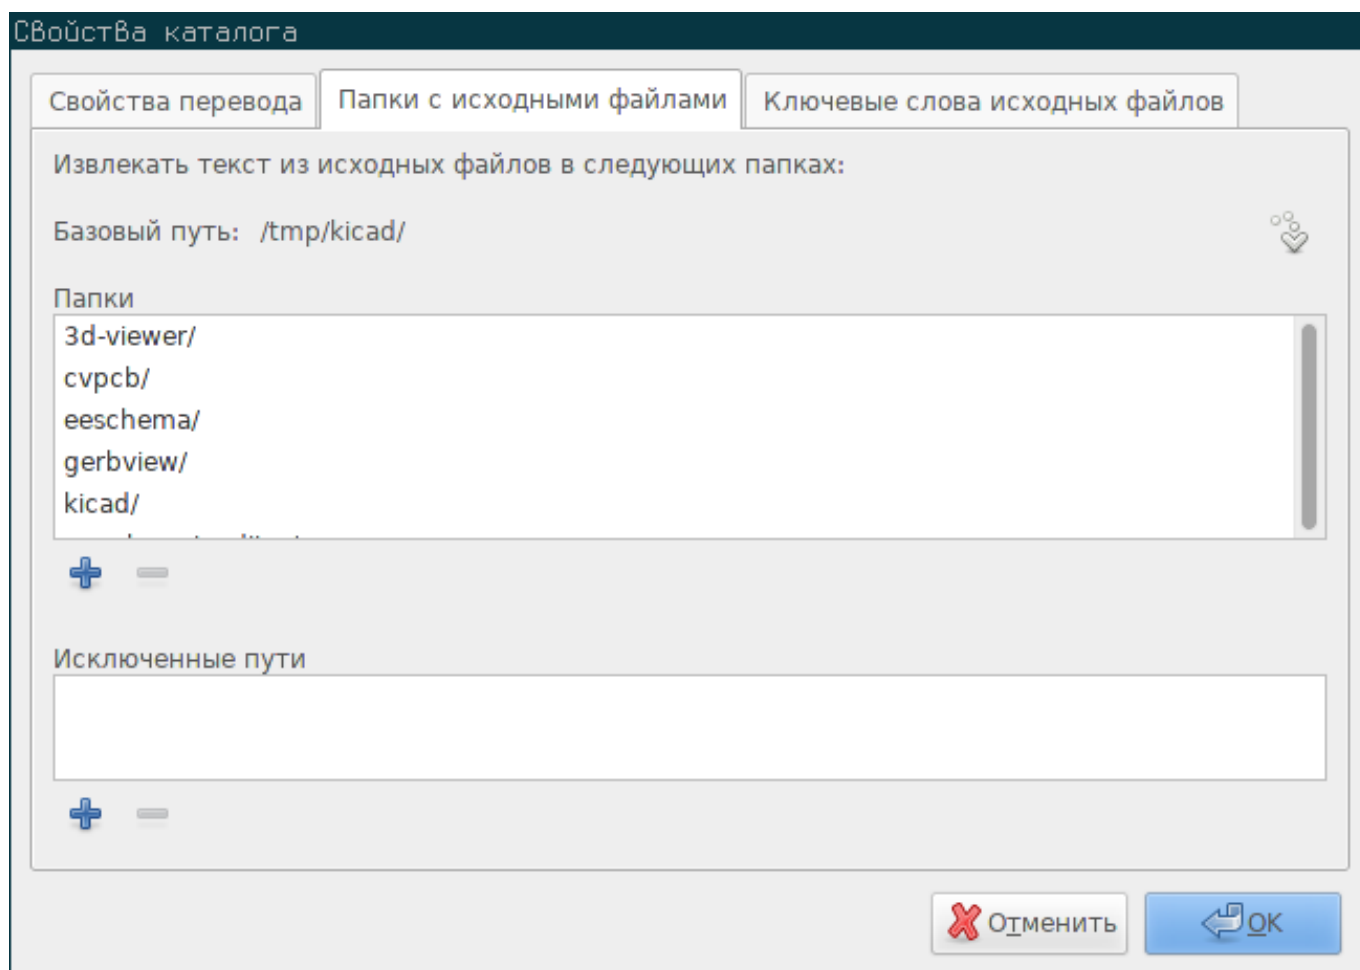 Свойства каталога
Свойства перевода
Папки с исходными файлами
Ключевые слова исходных файлов
Извлекать текст из исходных файлов в следующих папках:
Базовый путь: /tmp/kicad/
Папки
3d-viewer/
cvpcb/
eeschema/
gerbview/
kicad/
Исключенные пути
Отменить
OK